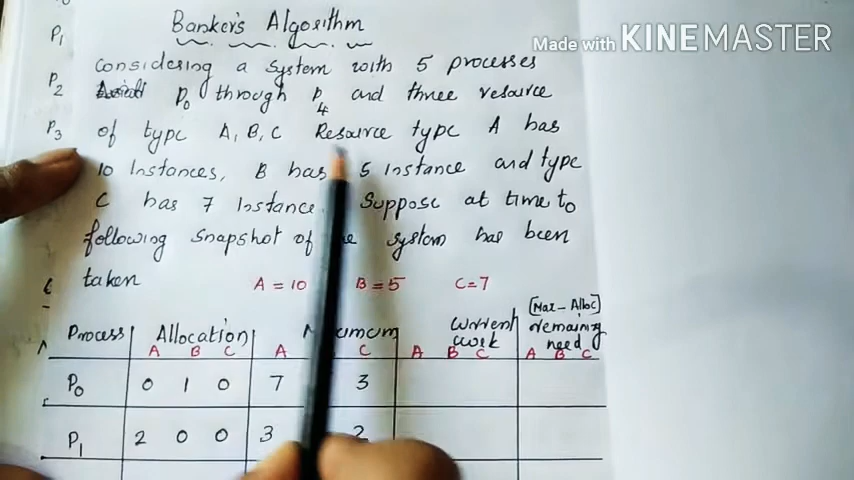 Made with KINEMASTER
Banker's Algorithm
P1
considering a system with 5 processes
P2 P0 through P4 and three resource
P3 of type A, B, C Resource type A has
10 Instances, B has 5 instance and type
C has 7 Instance. Suppose at time to
following snapshot of system has been
taken A = 10 B = 5 C=7
Process Allocation current work [Max - Alloc] remaining need
A B C A C A B C A B C
P0 0 1 0 7 3
P1 2 0 0 3 2